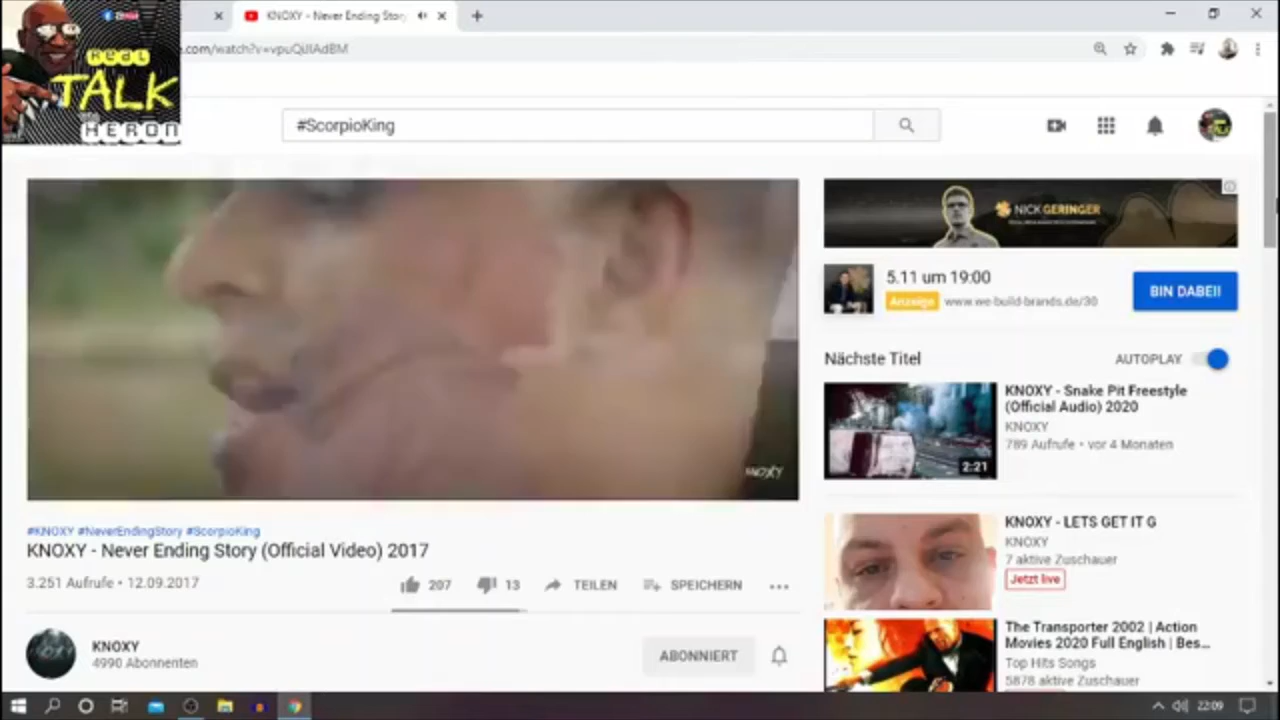 KNOXY - Never Ending Story
.com/watch?v=vpuQiJlAdBM
REAL
TALK
HERON
#ScorpioKing
NICK GERINGER
5.11 um 19:00
Anzeige www.we-build-brands.de/30
BIN DABEI!
Nächste Titel
AUTOPLAY
KNOXY - Snake Pit Freestyle
(Official Audio) 2020
KNOXY
789 Aufrufe • vor 4 Monaten
2:21
KNOXY
#KNOXY #NeverEndingStory #ScorpioKing
KNOXY - Never Ending Story (Official Video) 2017
3.251 Aufrufe • 12.09.2017
207
13
TEILEN
SPEICHERN
KNOXY - LETS GET IT G
KNOXY
7 aktive Zuschauer
Jetzt live
The Transporter 2002 | Action
Movies 2020 Full English | Bes...
Top Hits Songs
5878 aktive Zuschauer
KNOXY
4990 Abonnenten
ABONNIERT
22:09